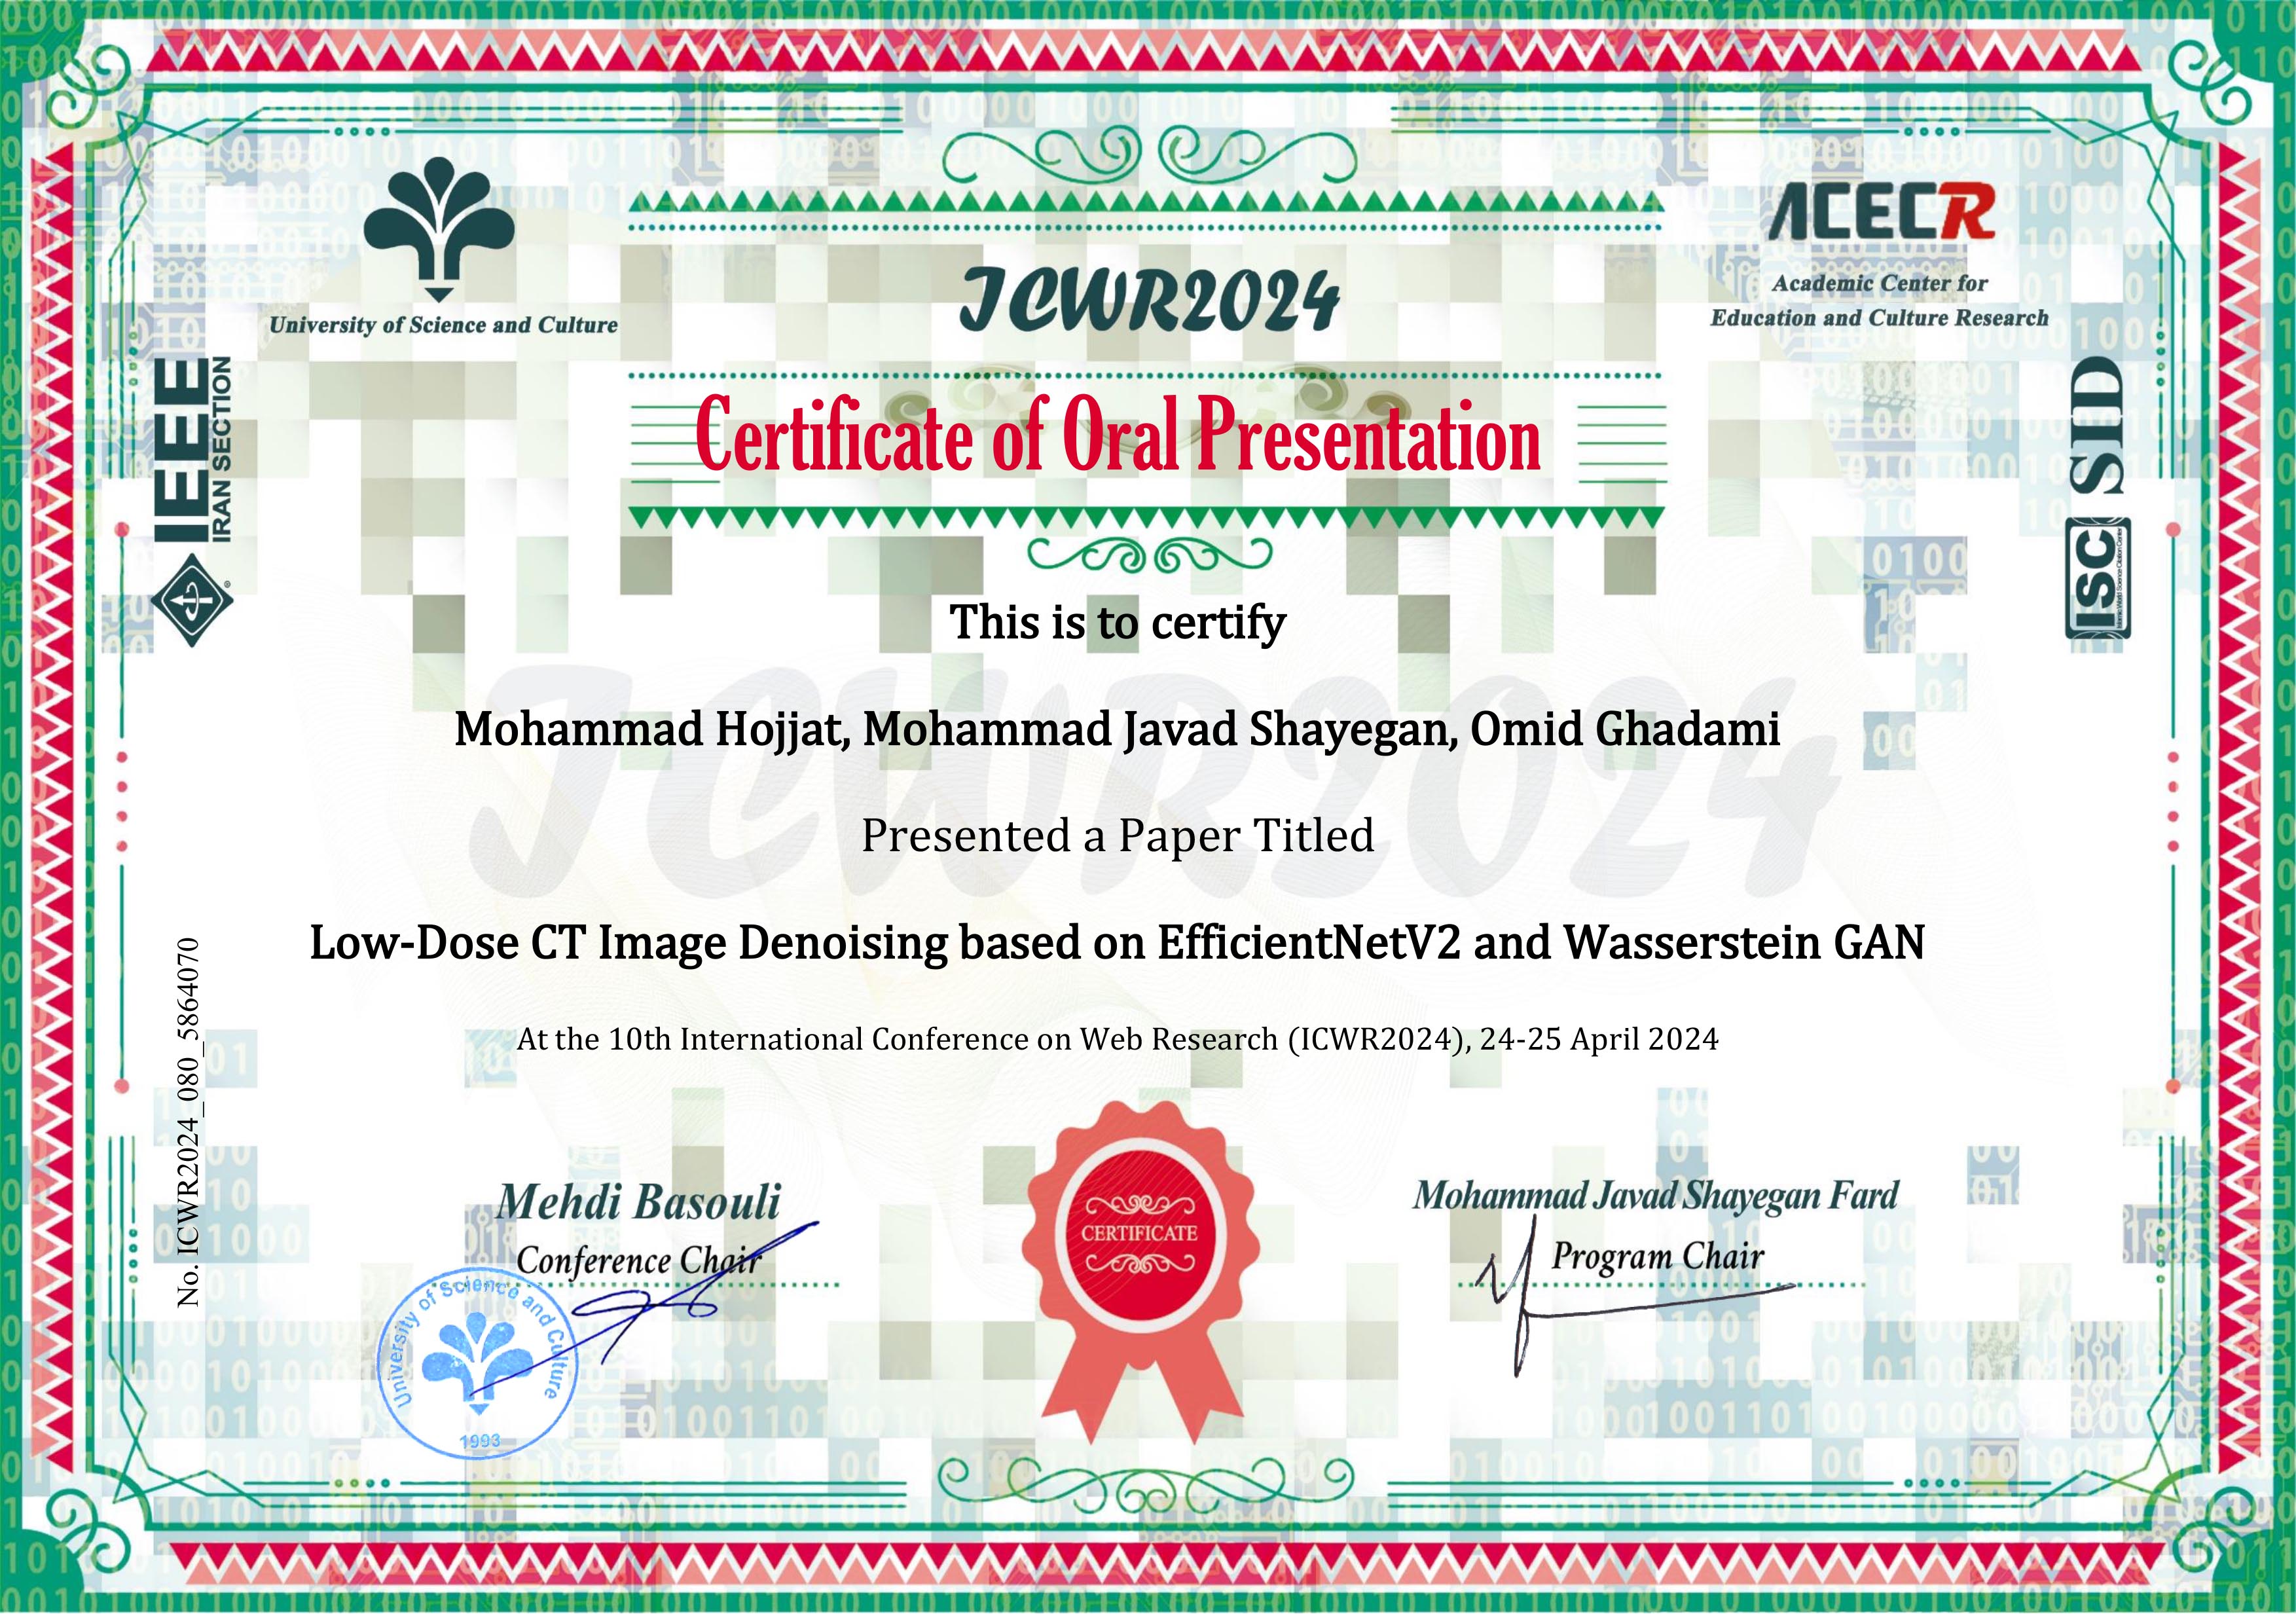 University of Science and Culture
ACECR
Academic Center for
Education and Culture Research
ICWR2024
IEEE
IRAN SECTION
SID
ISC
Certificate of Oral Presentation
This is to certify
Mohammad Hojjat, Mohammad Javad Shayegan, Omid Ghadami
Presented a Paper Titled
Low-Dose CT Image Denoising based on EfficientNetV2 and Wasserstein GAN
At the 10th International Conference on Web Research (ICWR2024), 24-25 April 2024
No. ICWR2024_080_5864070
Mehdi Basouli
Conference Chair
CERTIFICATE
Mohammad Javad Shayegan Fard
Program Chair
University of Science and Culture
1993